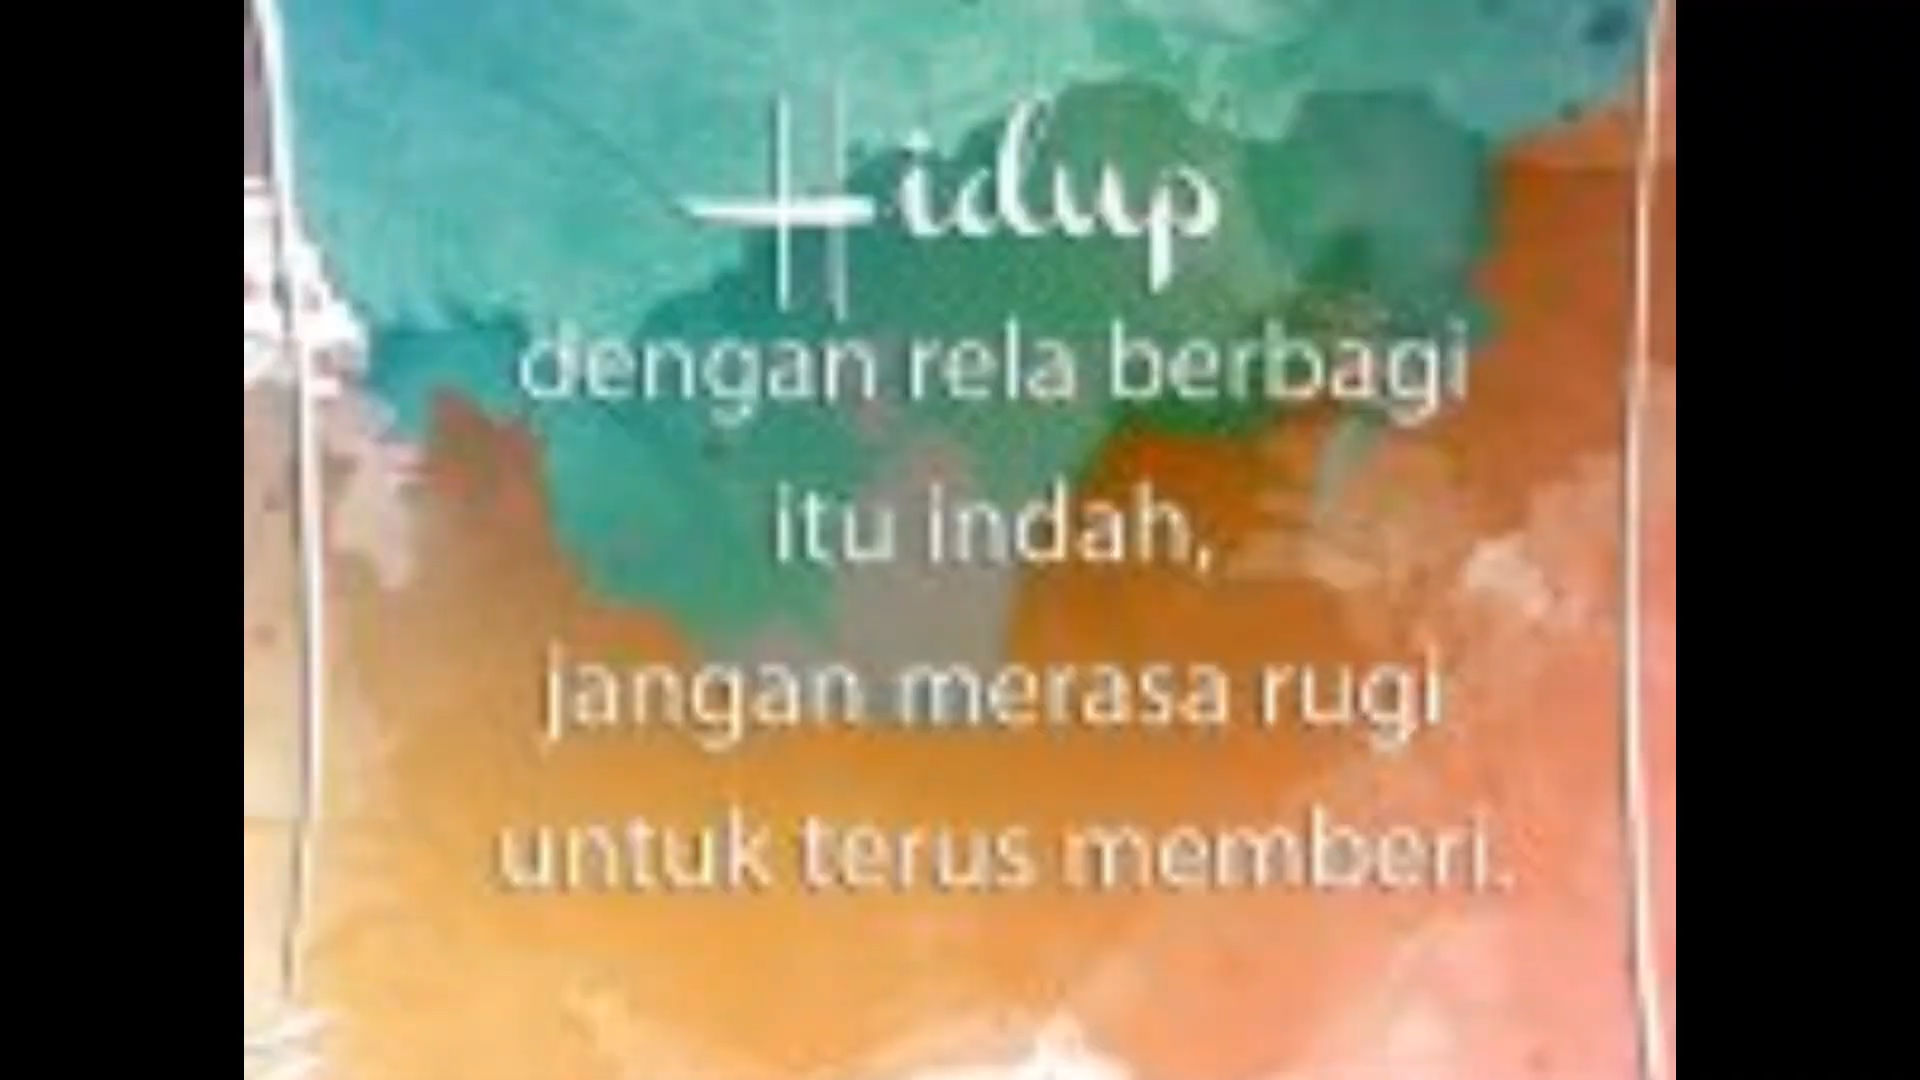 Hidup
dengan rela berbagi
itu indah,
jangan merasa rugi
untuk terus memberi.